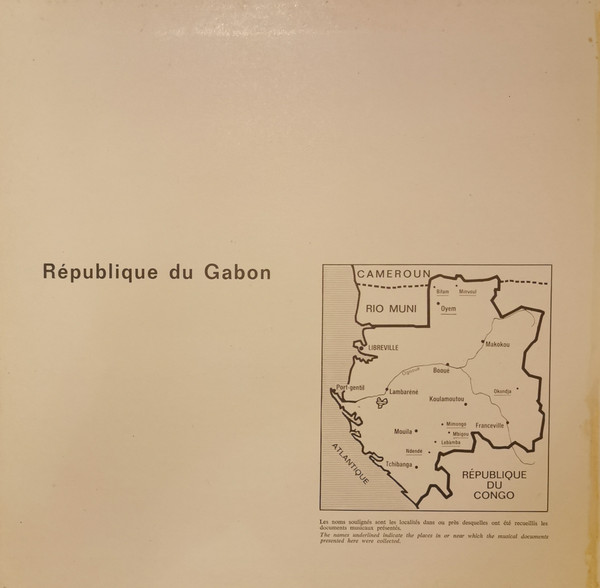 République du Gabon
CAMEROUN
Bitam Minvoul
RIO MUNI
Oyem
LIBREVILLE
Makokou
Booué
Ogooué
Port-gentil
Lambaréné
Okondja
Koulamoutou
Mimongo
Franceville
Mouila
Mbigou
Lebamba
Ndendé
ATLANTIQUE
Tchibanga
RÉPUBLIQUE
DU
CONGO
Les noms soulignés sont les localités dans ou près desquelles ont été recueillis les
documents musicaux présentés.
The names underlined indicate the places in or near which the musical documents
presented here were collected.